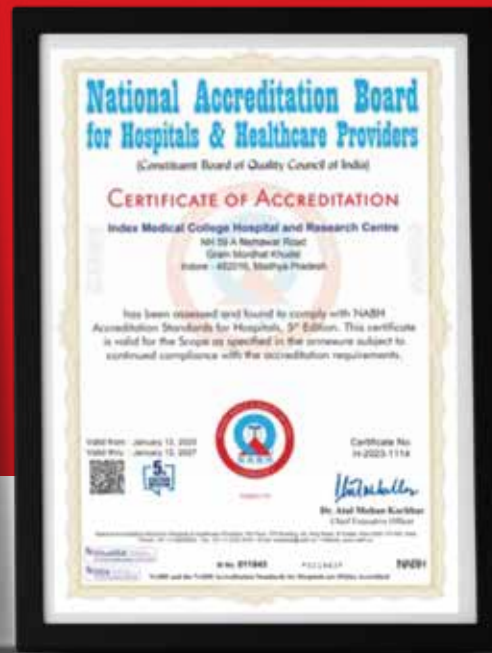 National Accreditation Board
for Hospitals & Healthcare Providers
(Constituent Board of Quality Council of India)
CERTIFICATE OF ACCREDITATION
Index Medical College Hospital and Research Centre
NH 59 A Nemawar Road
Gram Mordhat Khudel
Indore - 452016, Madhya Pradesh
has been assessed and found to comply with NABH
Accreditation Standards for Hospitals, 5th Edition. This certificate
is valid for the Scope as specified in the annexure subject to
continued compliance with the accreditation requirements.
Valid from : January 13,
Valid thru : January 12, 2027
Certificate No.
H-2023-1114
NABH
Dr. Atul Mohan Kochhar
Chief Executive Officer
011843
NABH